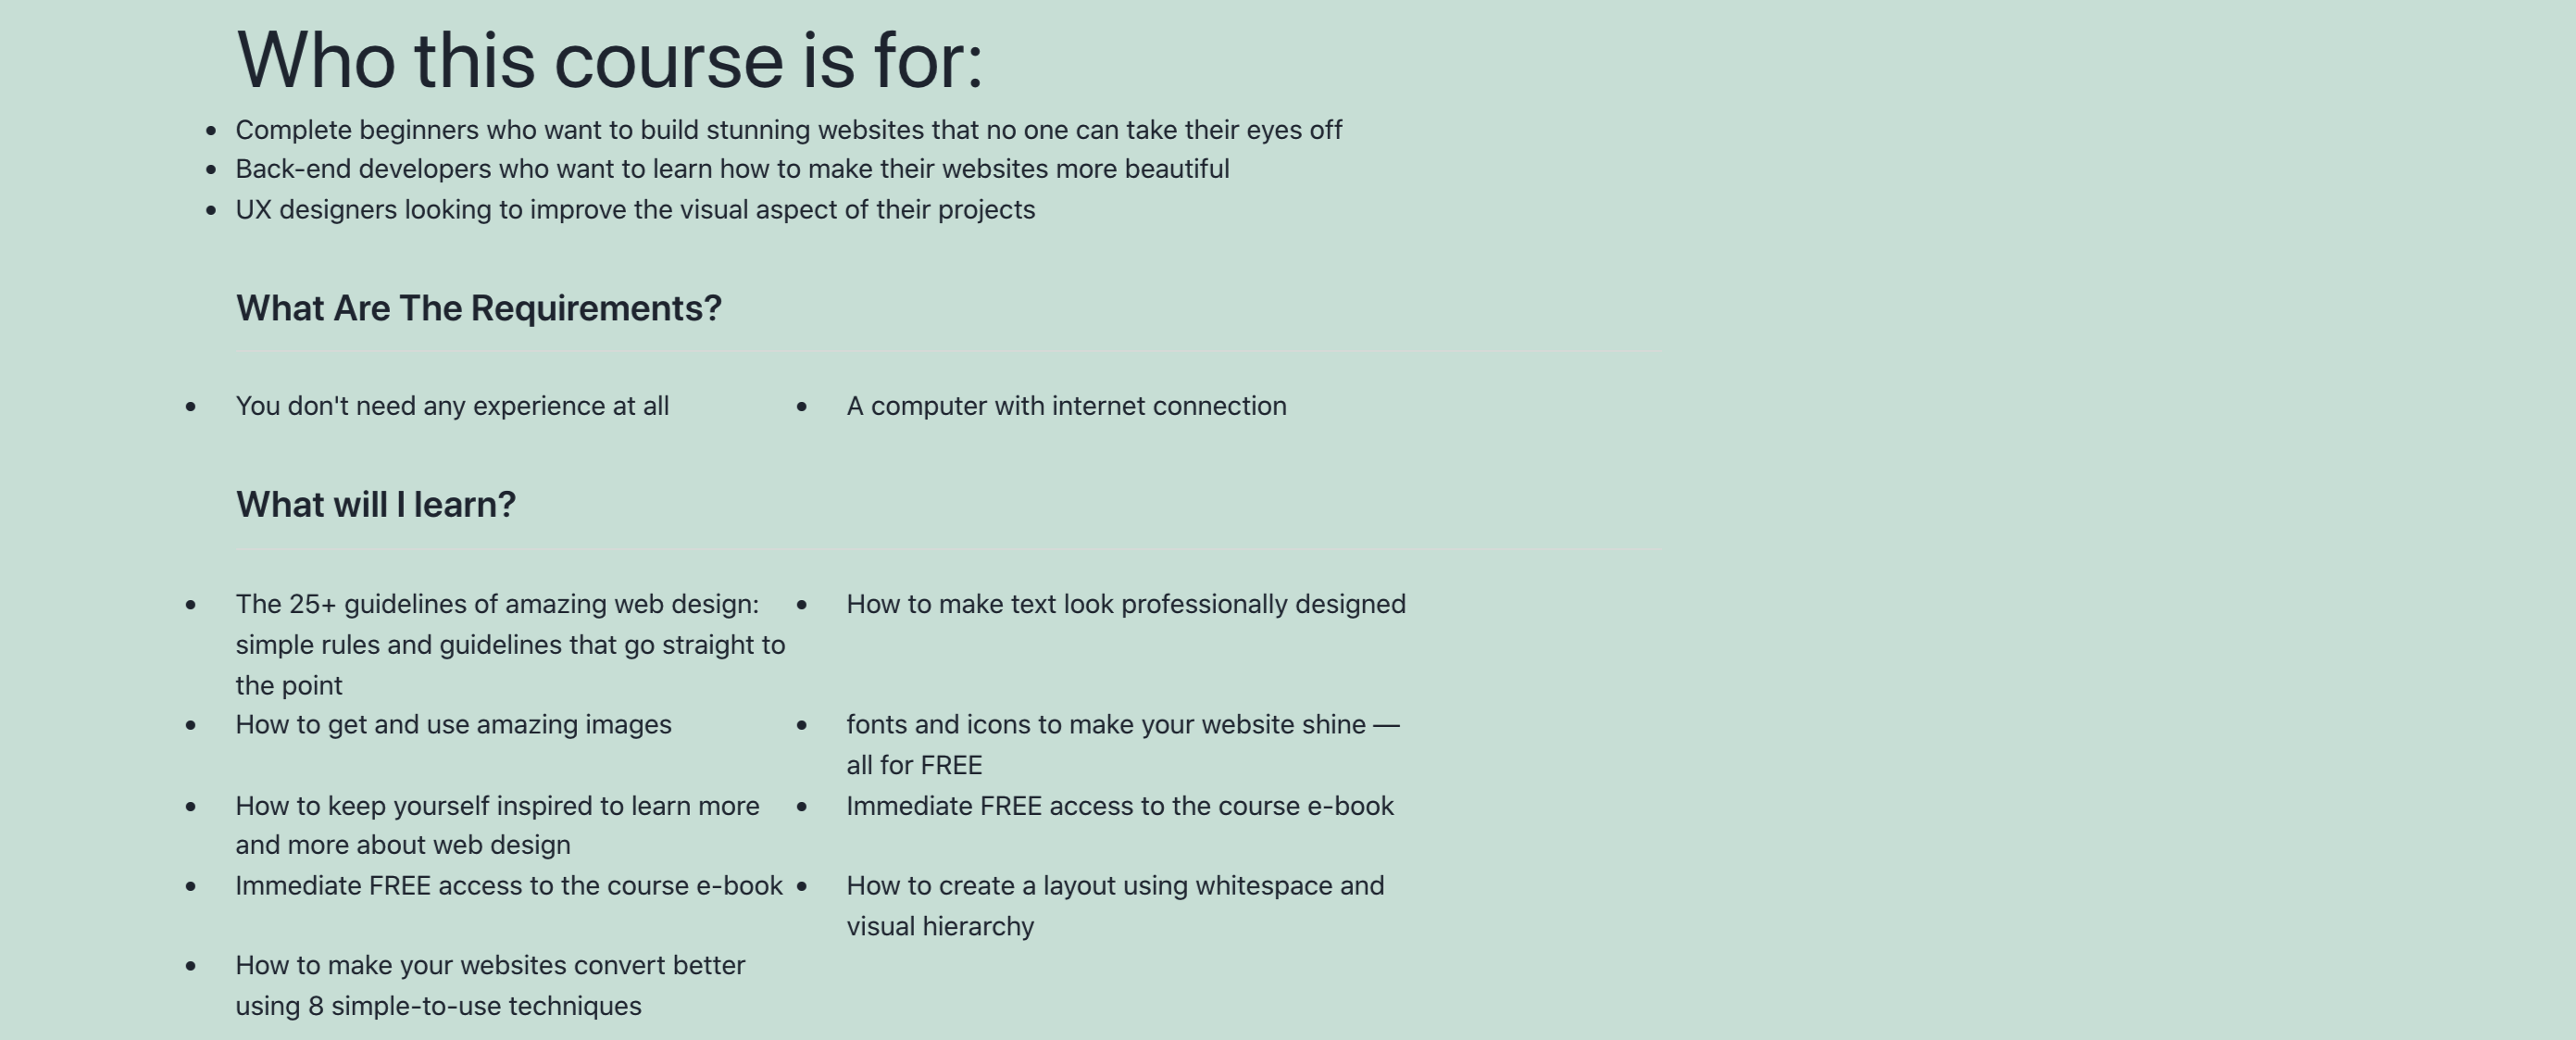 Who this course is for:
• Complete beginners who want to build stunning websites that no one can take their eyes off
• Back-end developers who want to learn how to make their websites more beautiful
• UX designers looking to improve the visual aspect of their projects
What Are The Requirements?
• You don't need any experience at all
• A computer with internet connection
What will I learn?
• The 25+ guidelines of amazing web design:
simple rules and guidelines that go straight to
the point
• How to make text look professionally designed
• How to get and use amazing images
• fonts and icons to make your website shine —
all for FREE
• How to keep yourself inspired to learn more
and more about web design
• Immediate FREE access to the course e-book
• Immediate FREE access to the course e-book
• How to create a layout using whitespace and
visual hierarchy
• How to make your websites convert better
using 8 simple-to-use techniques